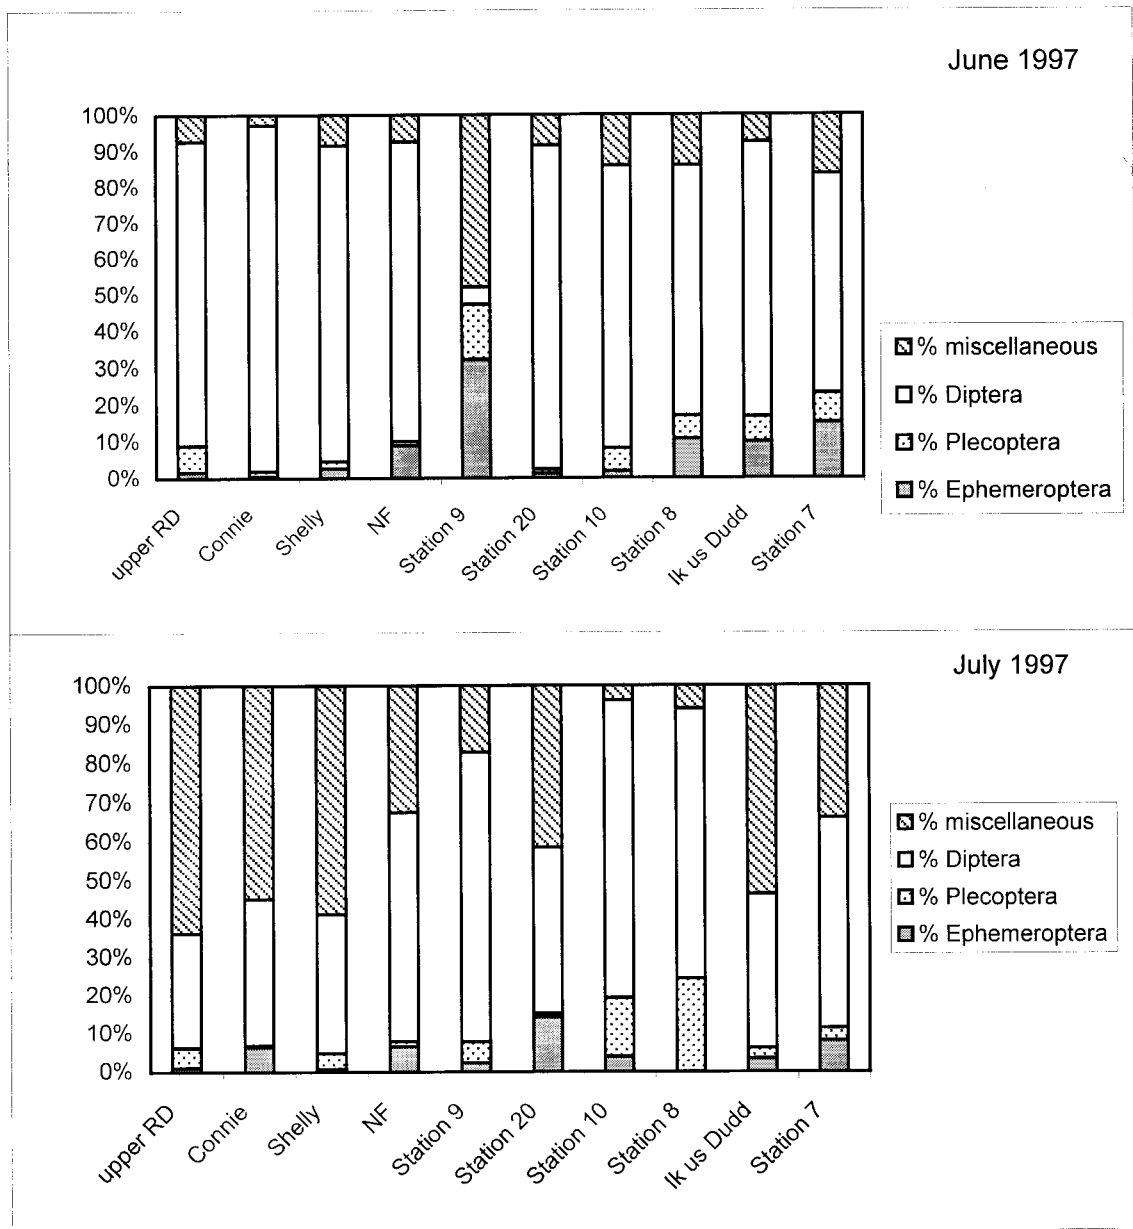 June 1997
100%
90%
80%
70%
60%
50%
40%
30%
20%
10%
0%
upper RD
Connie
Shelly
NF
Station 9
Station 20
Station 10
Station 8
Ik us Dudd
Station 7
% miscellaneous
% Diptera
% Plecoptera
% Ephemeroptera
July 1997
100%
90%
80%
70%
60%
50%
40%
30%
20%
10%
0%
upper RD
Connie
Shelly
NF
Station 9
Station 20
Station 10
Station 8
Ik us Dudd
Station 7
% miscellaneous
% Diptera
% Plecoptera
% Ephemeroptera